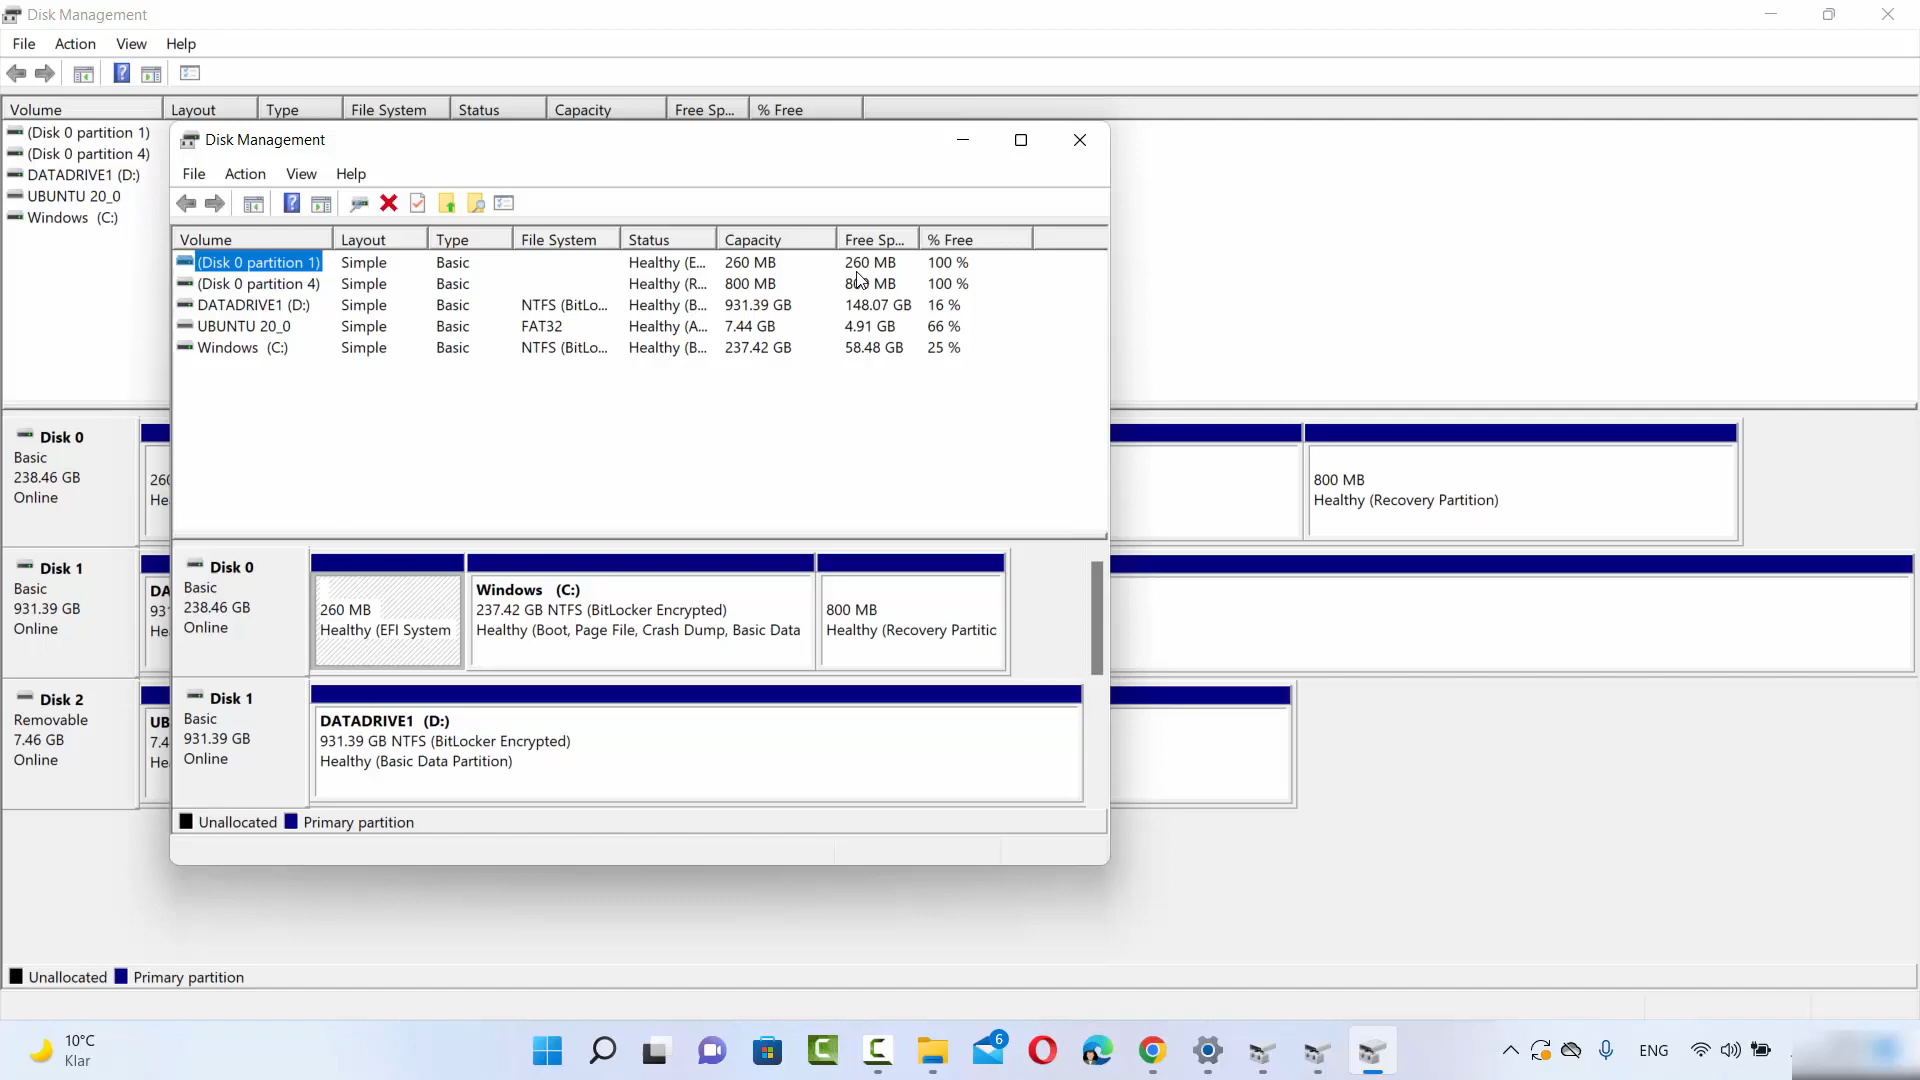 Disk Management
File Action View Help
Volume Layout Type File System Status Capacity Free Sp... % Free
(Disk 0 partition 1)
(Disk 0 partition 4)
DATADRIVE1 (D:)
UBUNTU 20_0
Windows (C:)
Disk Management
File Action View Help
Volume Layout Type File System Status Capacity Free Sp... % Free
(Disk 0 partition 1) Simple Basic Healthy (E... 260 MB 260 MB 100 %
(Disk 0 partition 4) Simple Basic Healthy (R... 800 MB MB 100 %
DATADRIVE1 (D:) Simple Basic NTFS (BitLo... Healthy (B... 931.39 GB 148.07 GB 16 %
UBUNTU 20_0 Simple Basic FAT32 Healthy (A... 7.44 GB 4.91 GB 66 %
Windows (C:) Simple Basic NTFS (BitLo... Healthy (B... 237.42 GB 58.48 GB 25 %
Disk 0
Basic
238.46 GB
Online
260 MB
Healthy (EFI System
Windows (C:)
237.42 GB NTFS (BitLocker Encrypted)
Healthy (Boot, Page File, Crash Dump, Basic Data
800 MB
Healthy (Recovery Partitic
Disk 1
Basic
931.39 GB
Online
DATADRIVE1 (D:)
931.39 GB NTFS (BitLocker Encrypted)
Healthy (Basic Data Partition)
Unallocated Primary partition
Disk 0
Basic
238.46 GB
Online
260
He
800 MB
Healthy (Recovery Partition)
Disk 1
Basic
931.39 GB
Online
DA
931
He
Disk 2
Removable
7.46 GB
Online
UB
7.4
He
Unallocated Primary partition
10°C
Klar
6
ENG